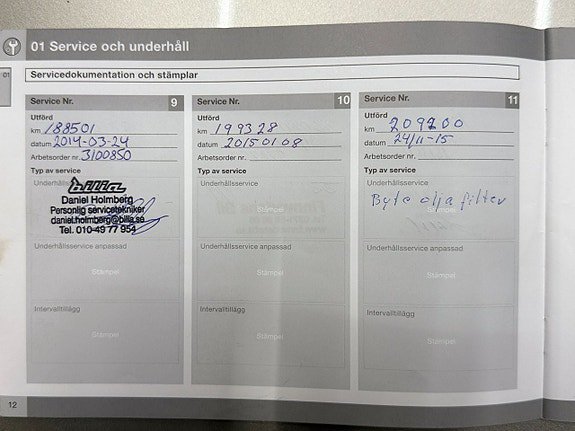 01 Service och underhåll
01
Servicedokumentation och stämplar
Service Nr. 9
Utförd
km 188501
datum 2014-03-24
Arbetsorder nr. 3100850
Typ av service
Underhållsservice
bilia
Daniel Holmberg
Personlig servicetekniker
daniel.holmberg@bilia.se
Tel. 010-49 77 954
Underhållsservice anpassad
Stämpel
Intervalltillägg
Stämpel
Service Nr. 10
Utförd
km 199328
datum 20150108
Arbetsorder nr.
Typ av service
Underhållsservice
Stämpel
Underhållsservice anpassad
Stämpel
Intervalltillägg
Stämpel
Service Nr. 11
Utförd
km 209200
datum 24/11-15
Arbetsorder nr.
Typ av service
Underhållsservice
Byte olja filter
Stämpel
Underhållsservice anpassad
Stämpel
Intervalltillägg
Stämpel
12